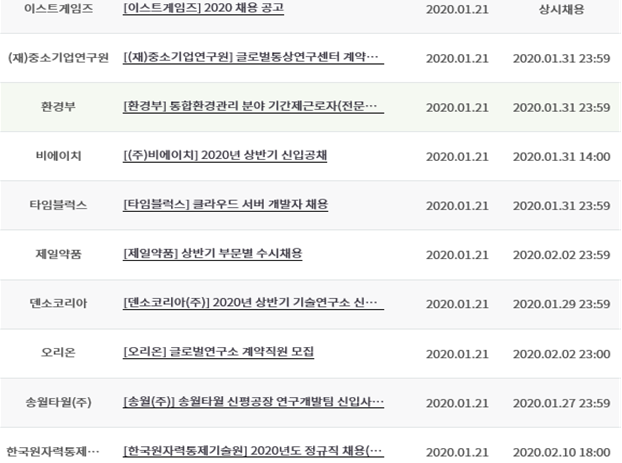 이스트게임즈 [이스트게임즈] 2020 채용 공고 2020.01.21 상시채용
(재)중소기업연구원 [(재)중소기업연구원] 글로벌통상연구센터 계약··· 2020.01.21 2020.01.31 23:59
환경부 [환경부] 통합환경관리 분야 기간제근로자(전문··· 2020.01.21 2020.01.31 23:59
비에이치 [(주)비에이치] 2020년 상반기 신입공채 2020.01.21 2020.01.31 14:00
타임블럭스 [타임블럭스] 클라우드 서버 개발자 채용 2020.01.21 2020.01.31 23:59
제일약품 [제일약품] 상반기 부문별 수시채용 2020.01.21 2020.02.02 23:59
덴소코리아 [덴소코리아(주)] 2020년 상반기 기술연구소 신··· 2020.01.21 2020.01.29 23:59
오리온 [오리온] 글로벌연구소 계약직원 모집 2020.01.21 2020.02.02 23:00
송월타월(주) [송월(주)] 송월타월 신평공장 연구개발팀 신입사··· 2020.01.21 2020.01.27 23:59
한국원자력통제··· [한국원자력통제기술원] 2020년도 정규직 채용(··· 2020.01.21 2020.02.10 18:00